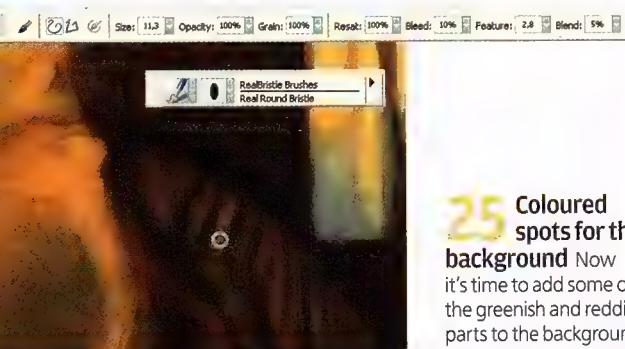 Size: 11,3 Opacity: 100% Grain: 100% Resat: 100% Bleed: 10% Feature: 2,8 Blend: 5%
RealBristle Brushes
Real Round Bristle
25 Coloured
spots for th
background Now
it's time to add some o
the greenish and reddi
parts to the backgroun